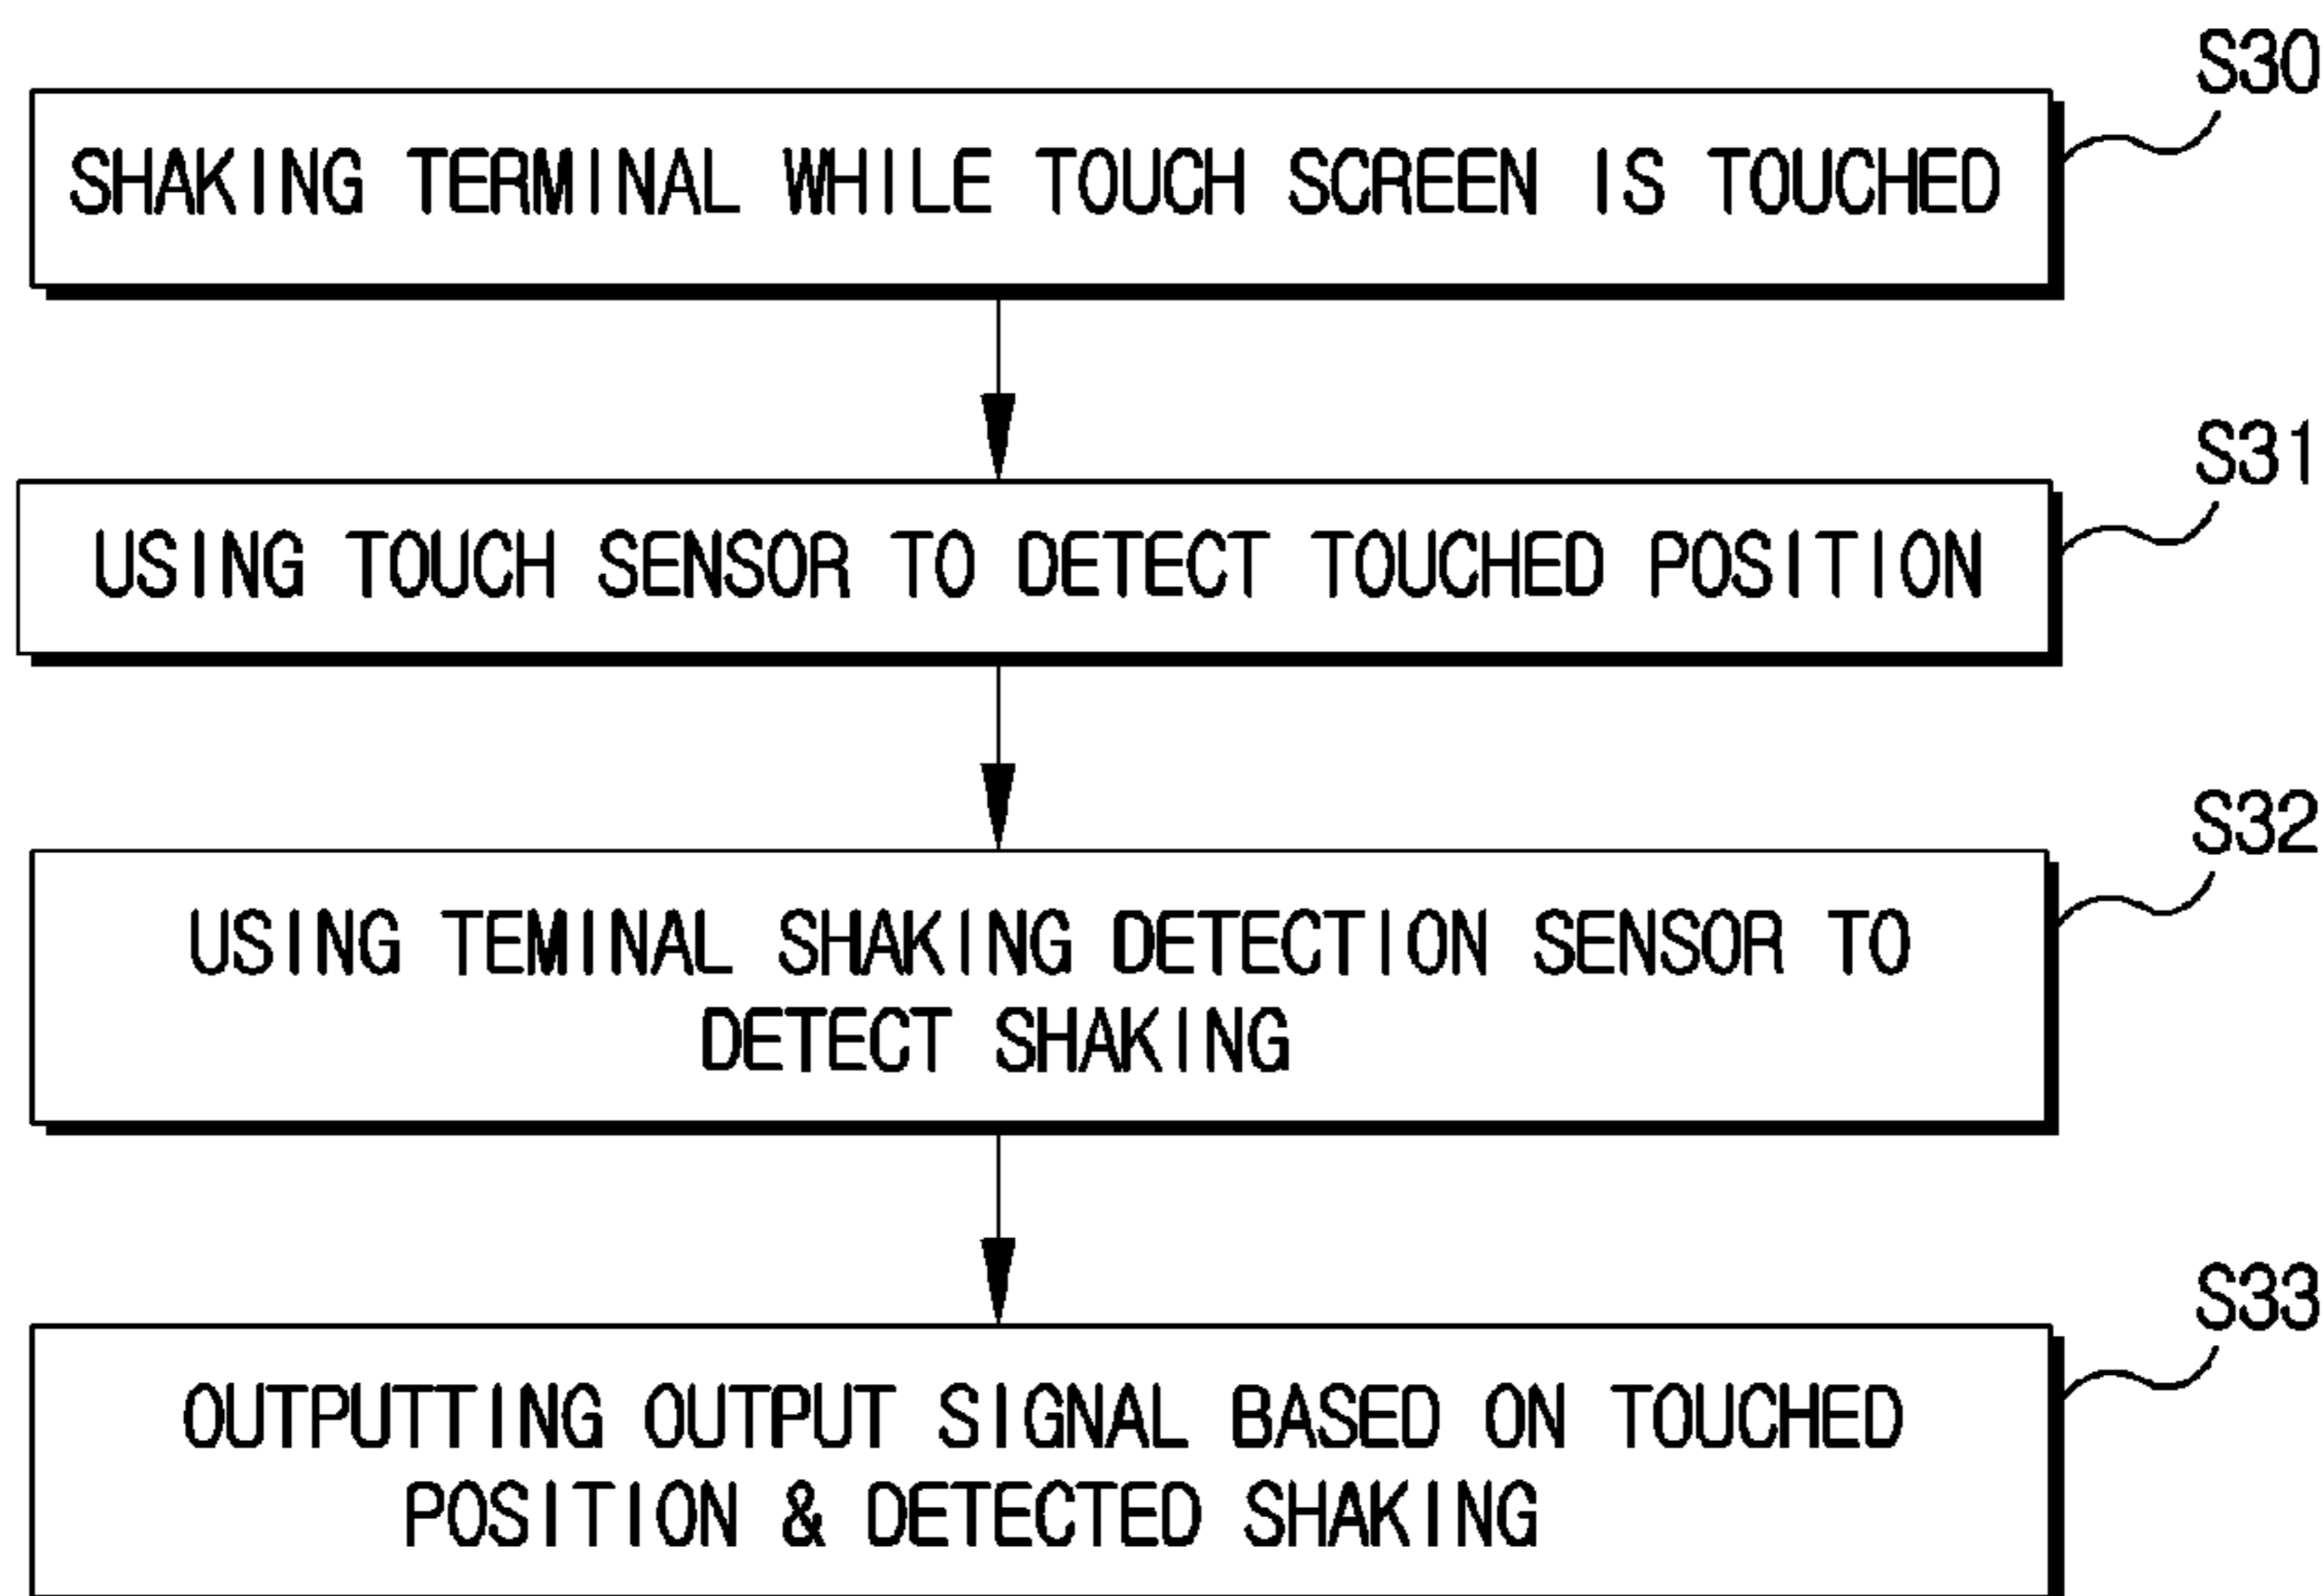 S30
SHAKING TERMINAL WHILE TOUCH SCREEN IS TOUCHED
S31
USING TOUCH SENSOR TO DETECT TOUCHED POSITION
S32
USING TEMINAL SHAKING DETECTION SENSOR TO
DETECT SHAKING
S33
OUTPUTTING OUTPUT SIGNAL BASED ON TOUCHED
POSITION & DETECTED SHAKING